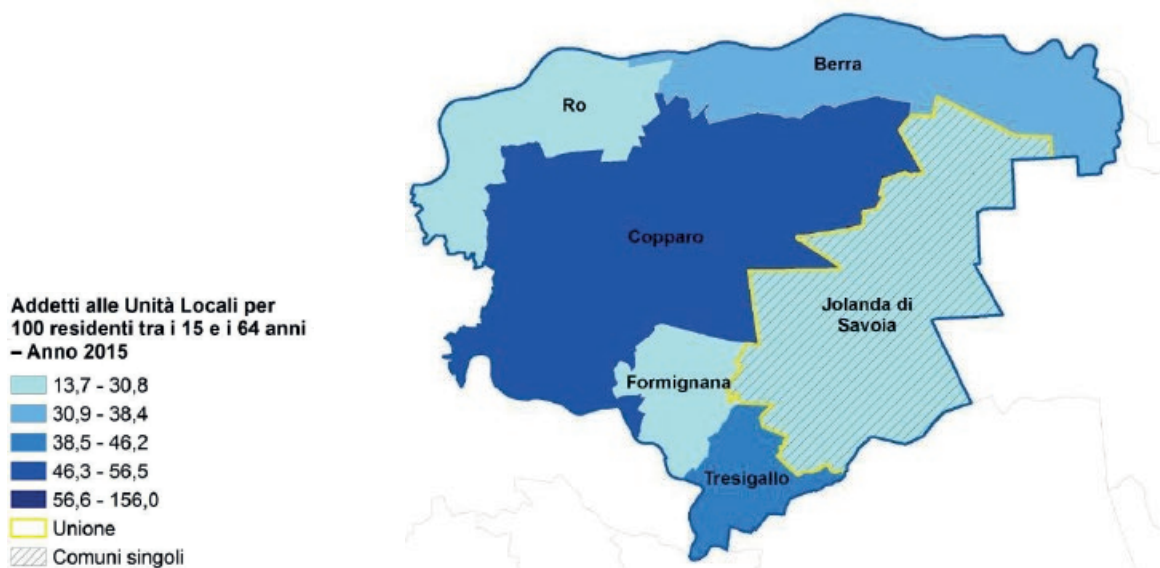 Berra
Ro
Copparo
Jolanda di
Savoia
Formignana
Tresigallo
Addetti alle Unità Locali per
100 residenti tra i 15 e i 64 anni
– Anno 2015
13,7 - 30,8
30,9 - 38,4
38,5 - 46,2
46,3 - 56,5
56,6 - 156,0
Unione
Comuni singoli